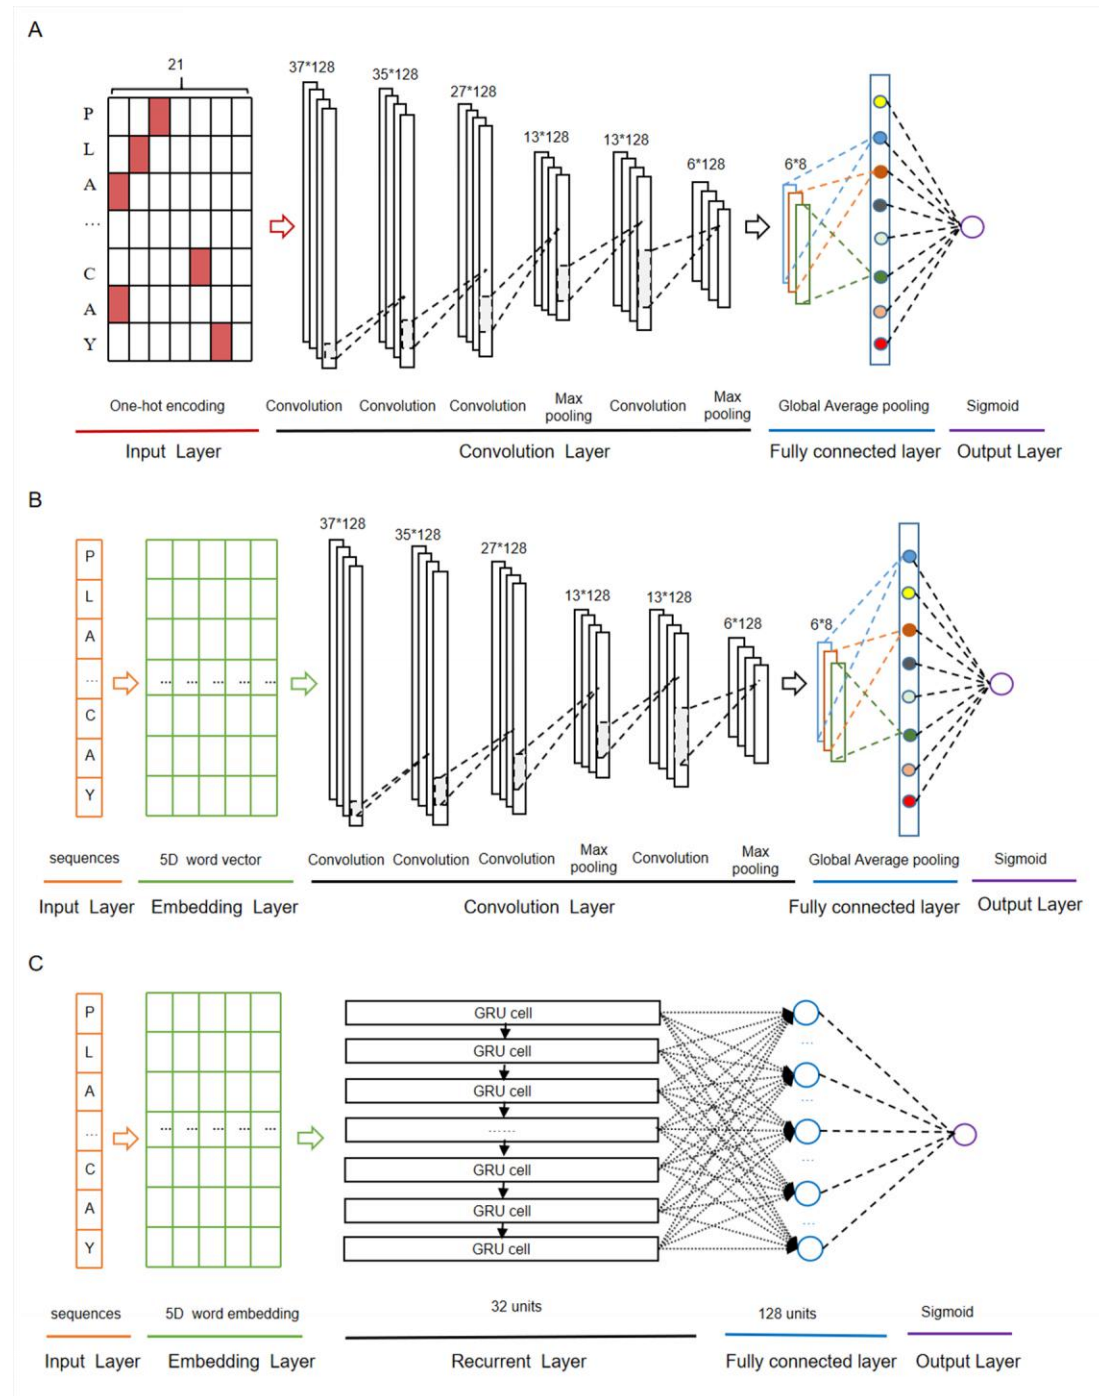 A
21
P
L
A
...
C
A
Y
37*128
35*128
27*128
13*128
13*128
6*128
6*8
One-hot encoding
Convolution
Convolution
Convolution
Max
pooling
Convolution
Max
pooling
Global Average pooling
Sigmoid
Input Layer
Convolution Layer
Fully connected layer
Output Layer
B
P
L
A
...
C
A
Y
... ... ... ... ...
37*128
35*128
27*128
13*128
13*128
6*128
6*8
sequences
5D word vector
Convolution
Convolution
Convolution
Max
pooling
Convolution
Max
pooling
Global Average pooling
Sigmoid
Input Layer
Embedding Layer
Convolution Layer
Fully connected layer
Output Layer
C
P
L
A
...
C
A
Y
... ... ... ... ...
GRU cell
GRU cell
GRU cell
......
GRU cell
GRU cell
GRU cell
...
...
...
...
sequences
5D word embedding
32 units
128 units
Sigmoid
Input Layer
Embedding Layer
Recurrent Layer
Fully connected layer
Output Layer